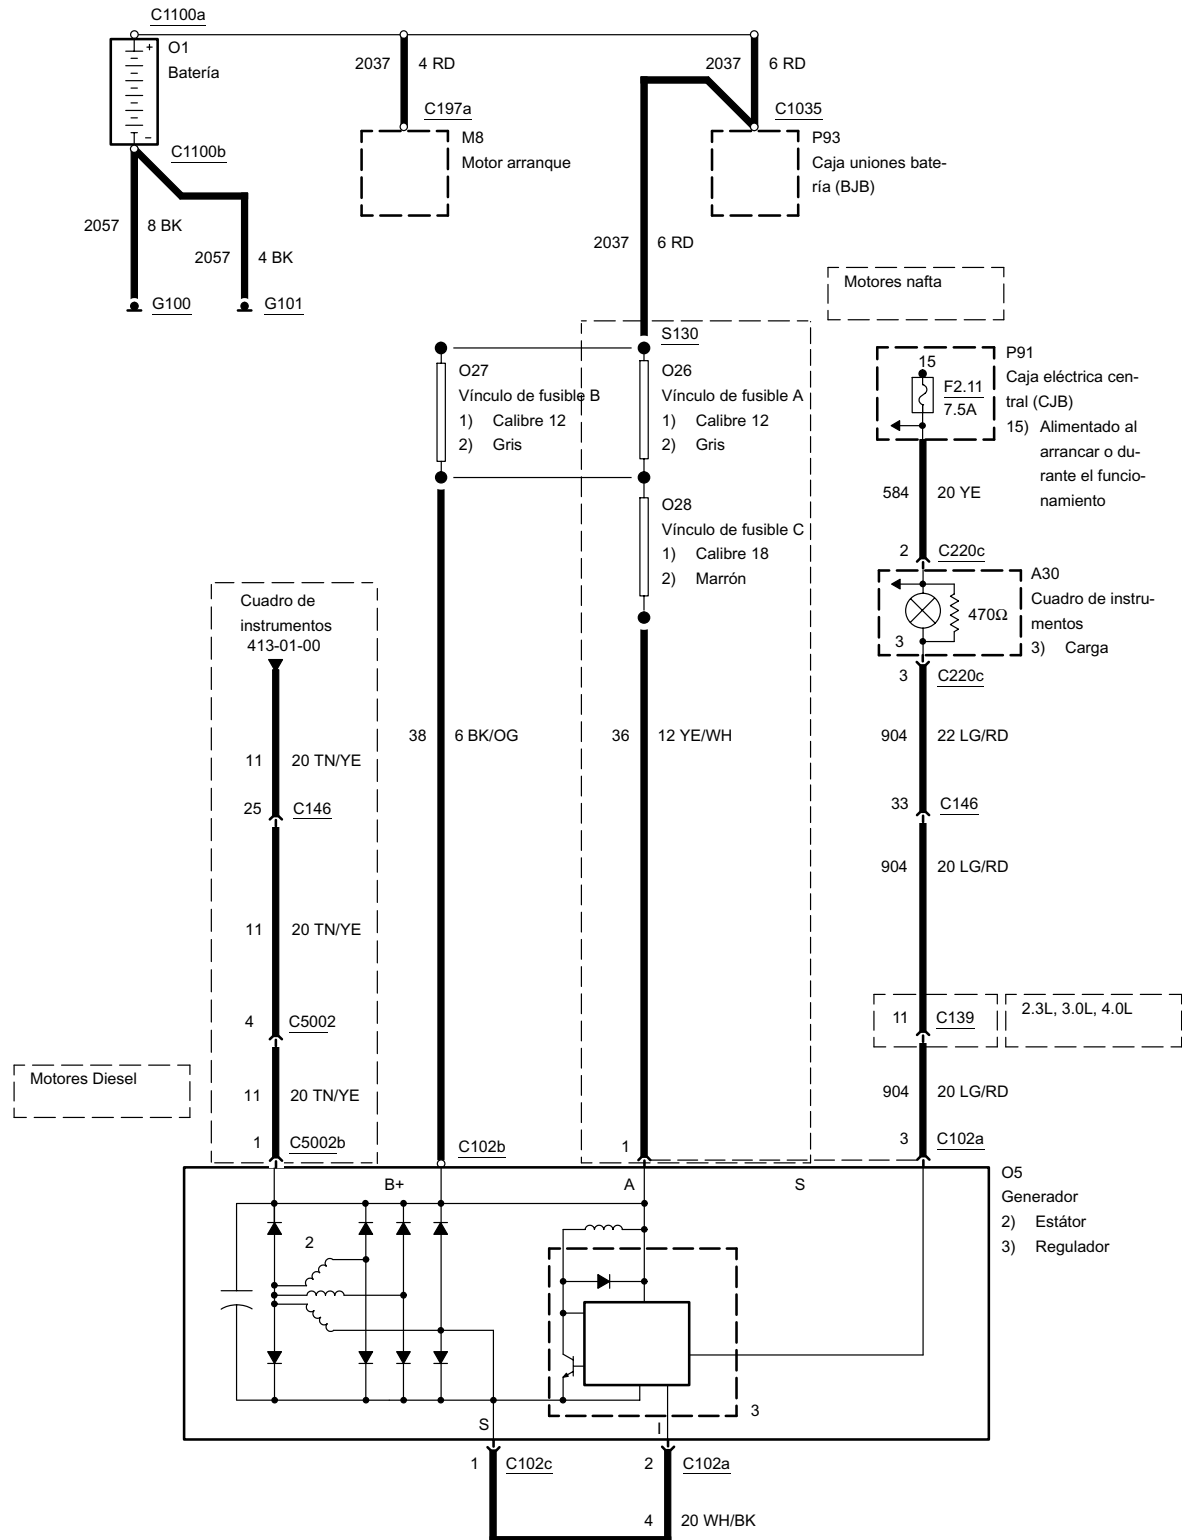 C1100a
+
O1
Batería
–
C1100b
2057 8 BK
2057 4 BK
G100
G101
2037 4 RD
C197a
M8
Motor arranque
2037 6 RD
C1035
P93
Caja uniones bate-
ría (BJB)
2037 6 RD
Motores nafta
S130
O27
Vínculo de fusible B
1) Calibre 12
2) Gris
O26
Vínculo de fusible A
1) Calibre 12
2) Gris
O28
Vínculo de fusible C
1) Calibre 18
2) Marrón
15
F2.11
7.5A
P91
Caja eléctrica cen-
tral (CJB)
15) Alimentado al
arrancar o du-
rante el funcio-
namiento
584 20 YE
2 C220c
470Ω
3
A30
Cuadro de instru-
mentos
3) Carga
3 C220c
Cuadro de
instrumentos
413-01-00
38 6 BK/OG
36 12 YE/WH
904 22 LG/RD
11 20 TN/YE
25 C146
33 C146
904 20 LG/RD
11 20 TN/YE
4 C5002
11 C139
2.3L, 3.0L, 4.0L
Motores Diesel
11 20 TN/YE
904 20 LG/RD
1 C5002b
C102b
1
3 C102a
B+
A
S
O5
Generador
2) Estátor
3) Regulador
2
3
S
I
1 C102c
2 C102a
4 20 WH/BK